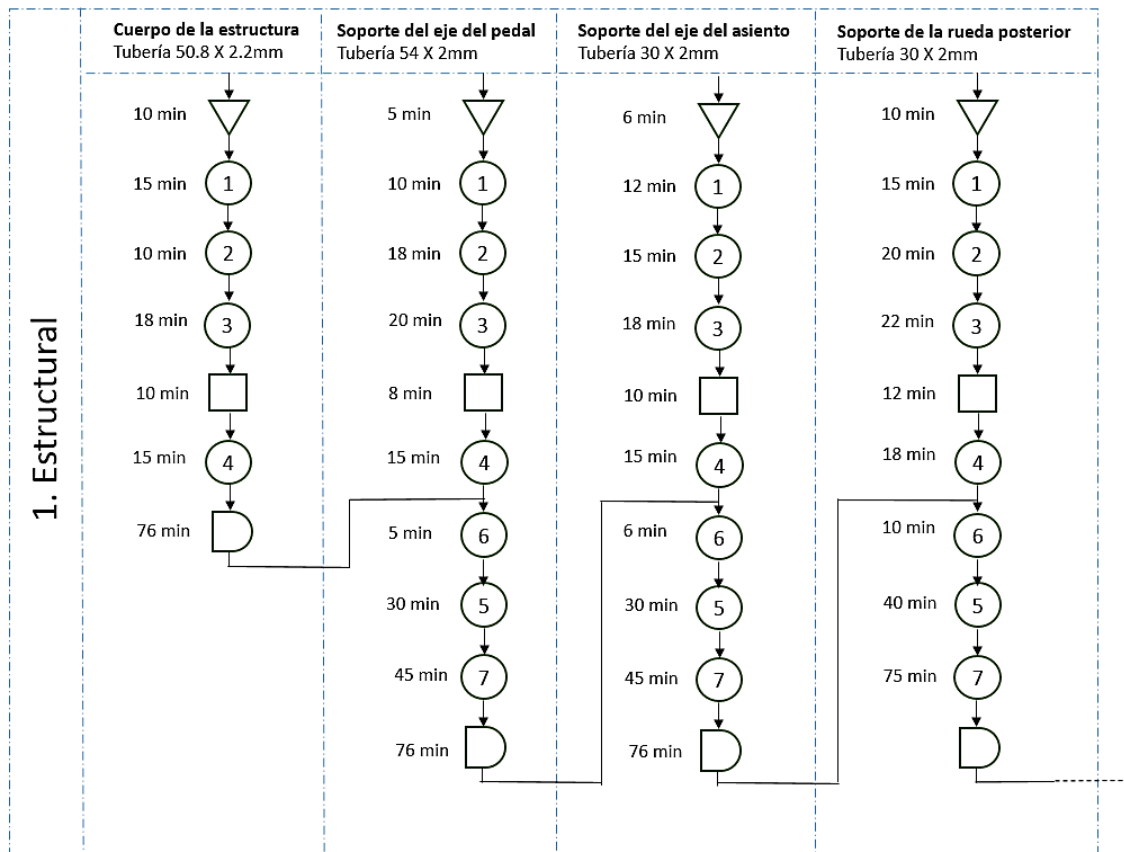 1. Estructural
Cuerpo de la estructura
Tubería 50.8 X 2.2mm
10 min
15 min
1
10 min
2
18 min
3
10 min
15 min
4
76 min
Soporte del eje del pedal
Tubería 54 X 2mm
5 min
10 min
1
18 min
2
20 min
3
8 min
15 min
4
5 min
6
30 min
5
45 min
7
76 min
Soporte del eje del asiento
Tubería 30 X 2mm
6 min
12 min
1
15 min
2
18 min
3
10 min
15 min
4
6 min
6
30 min
5
45 min
7
76 min
Soporte de la rueda posterior
Tubería 30 X 2mm
10 min
15 min
1
20 min
2
22 min
3
12 min
18 min
4
10 min
6
40 min
5
75 min
7